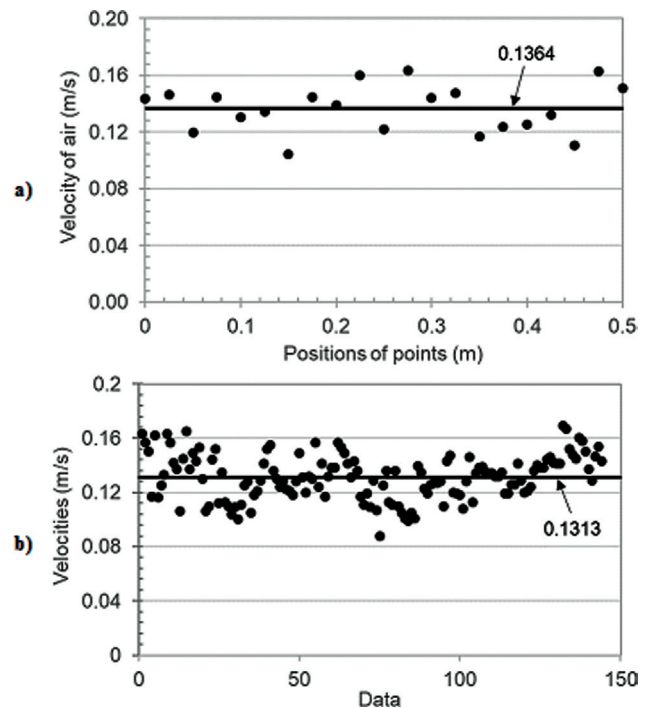 a)
Velocity of air (m/s)
0.20
0.16
0.12
0.08
0.04
0.00
0.1364
0 0.1 0.2 0.3 0.4 0.5
Positions of points (m)
b)
Velocities (m/s)
0.2
0.16
0.12
0.08
0.04
0
0.1313
0 50 100 150
Data